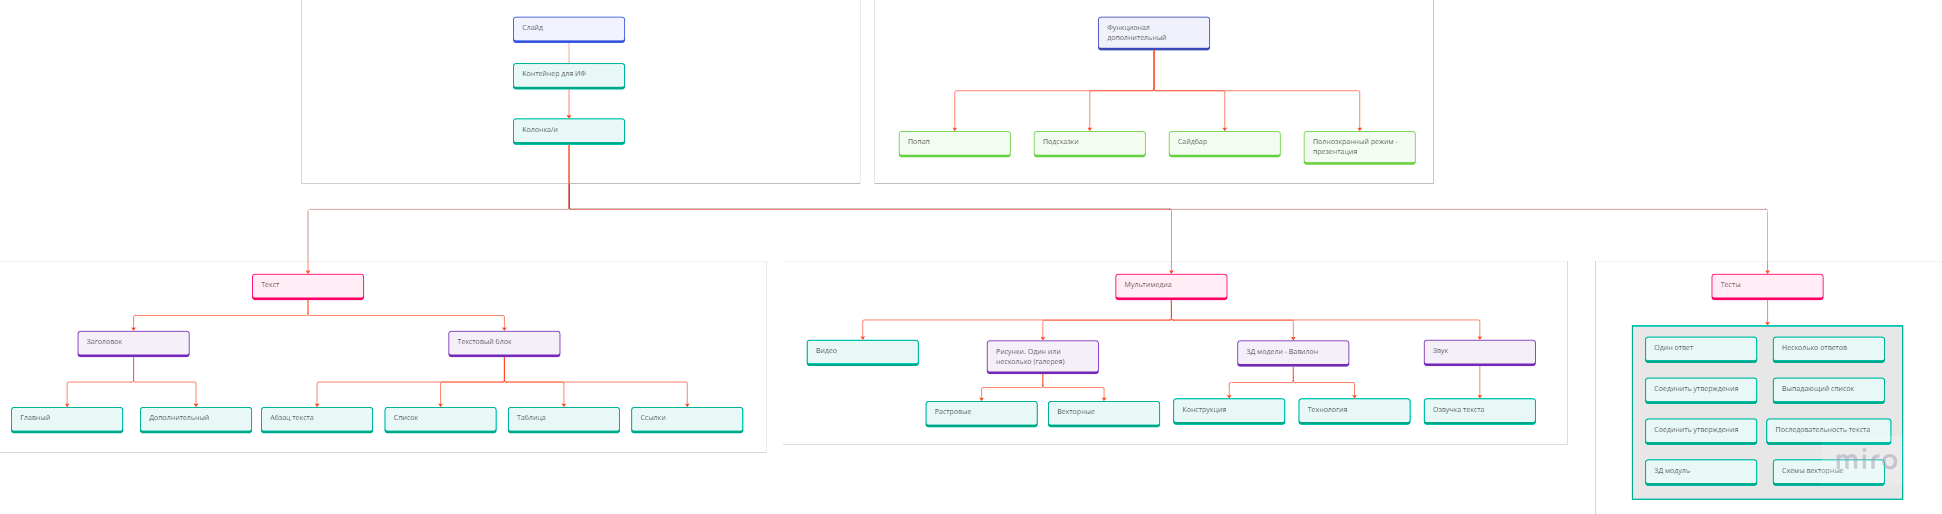 Слайд
Контейнер для ИФ
Колонка/и
Функционал
дополнительный
Попап
Подсказки
Сайдбар
Полноэкранный режим -
презентация
Текст
Заголовок
Текстовый блок
Главный
Дополнительный
Абзац текста
Список
Таблица
Ссылки
Мультимедиа
Видео
Рисунки. Один или
несколько (галерея)
3Д модели - Вавилон
Звук
Растровые
Векторные
Конструкция
Технология
Озвучка текста
Тесты
Один ответ
Несколько ответов
Соединить утверждения
Выпадающий список
Соединить утверждения
Последовательность текста
3Д модуль
Схемы векторные
miro